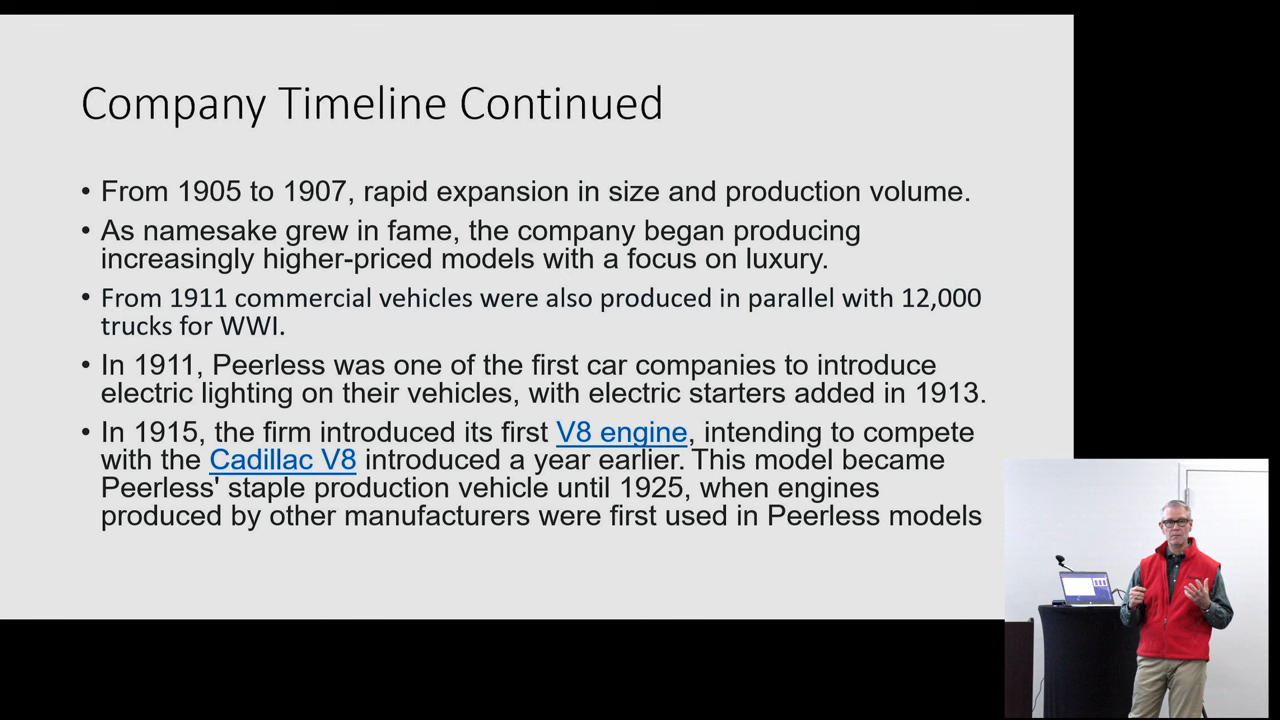 Company Timeline Continued
• From 1905 to 1907, rapid expansion in size and production volume.
• As namesake grew in fame, the company began producing
increasingly higher-priced models with a focus on luxury.
• From 1911 commercial vehicles were also produced in parallel with 12,000
trucks for WWI.
• In 1911, Peerless was one of the first car companies to introduce
electric lighting on their vehicles, with electric starters added in 1913.
• In 1915, the firm introduced its first V8 engine, intending to compete
with the Cadillac V8 introduced a year earlier. This model became
Peerless' staple production vehicle until 1925, when engines
produced by other manufacturers were first used in Peerless models